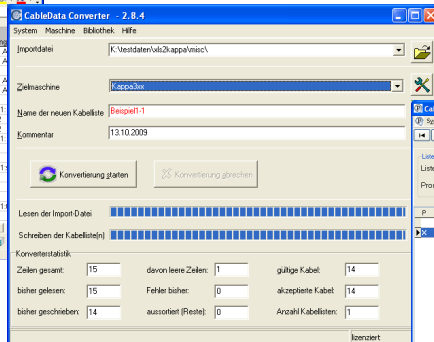 CableData Converter - 2.8.4
System Maschine Bibliothek Hilfe
Importdatei K:\testdaten\xls2kappa\misc\
Zielmaschine Kappa3xx
Name der neuen Kabelliste Beispiel1-1
Kommentar 13.10.2009
Konvertierung starten Konvertierung abrechen
Lesen der Import-Datei
Schreiben der Kabelliste(n)
Konverterstatistik
Zeilen gesamt: 15 davon leere Zeilen: 1 gültige Kabel: 14
bisher gelesen: 15 Fehler bisher: 0 akzeptierte Kabel: 14
bisher geschrieben: 14 aussortiert (Reste): 0 Anzahl Kabellisten: 1
lizenziert